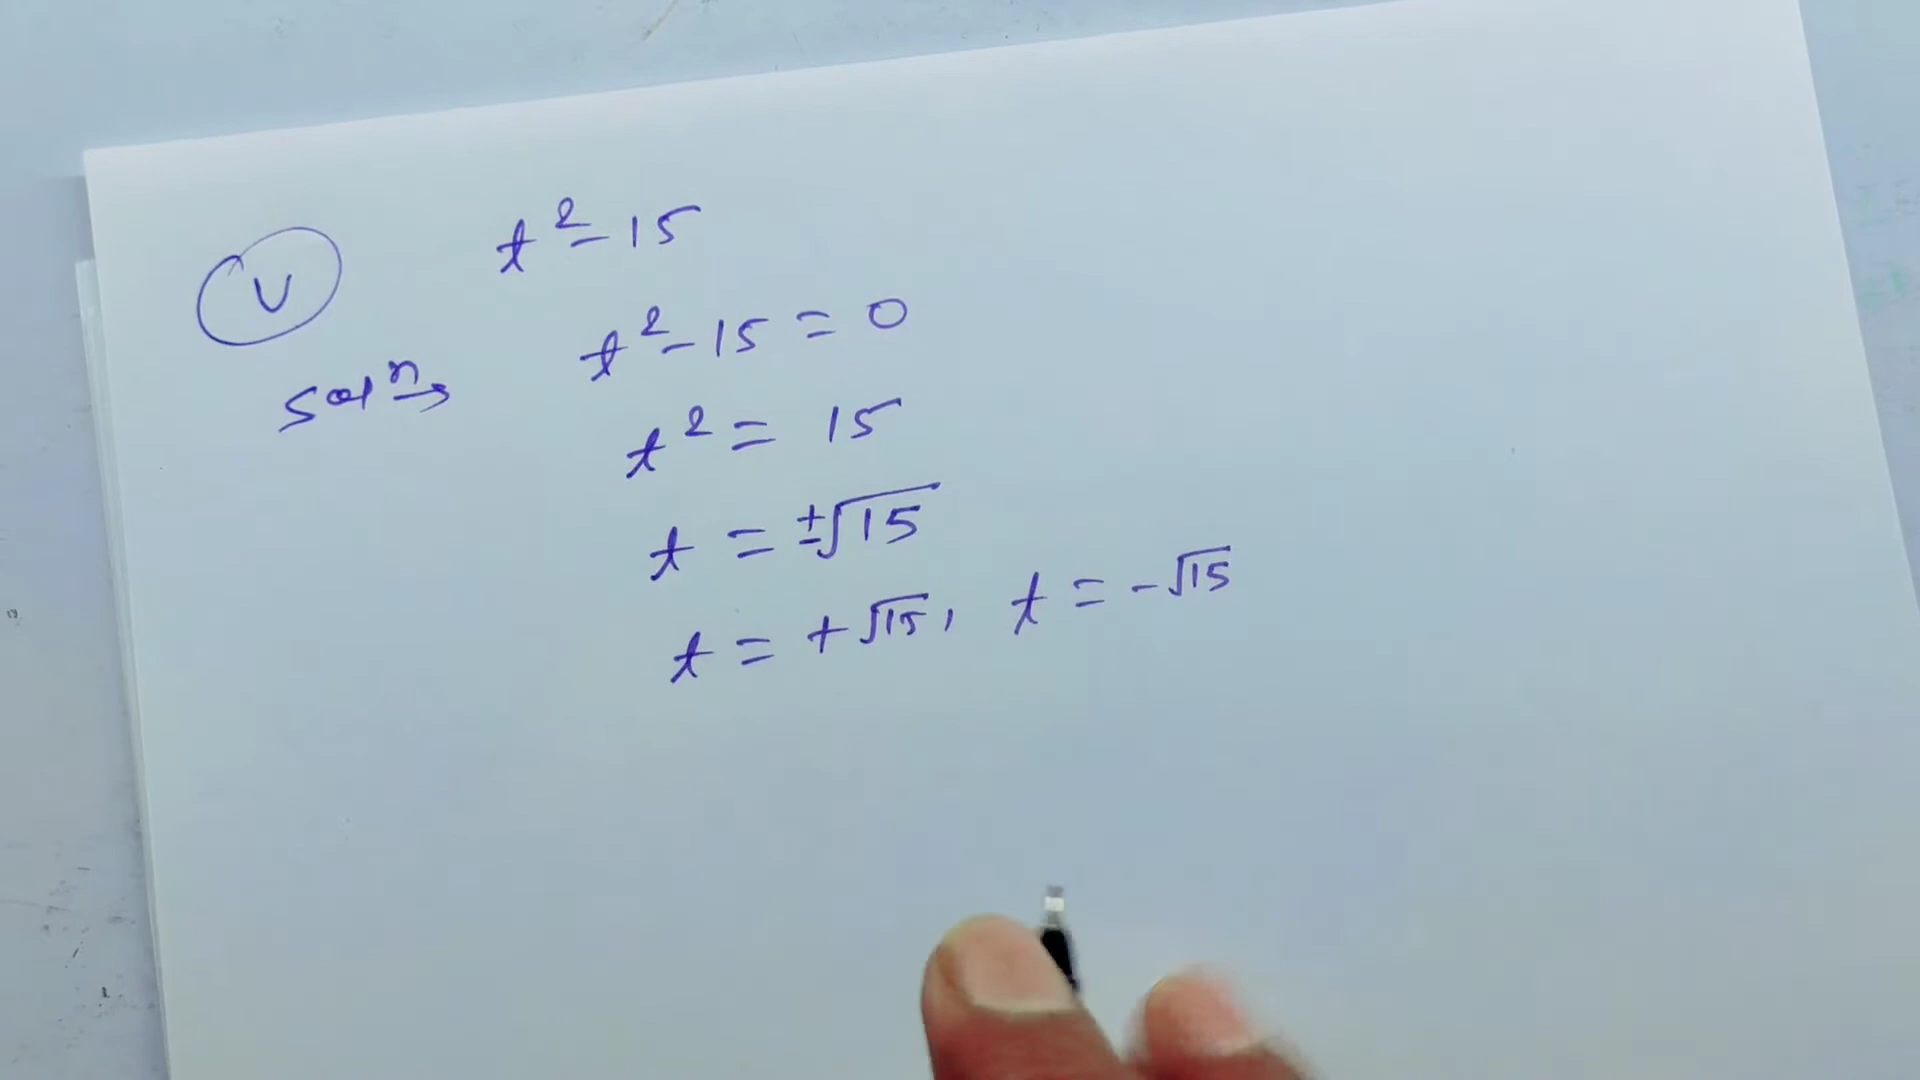 (V) t² - 15
Solⁿ → t² - 15 = 0
t² = 15
t = ±√15
t = +√15, t = -√15